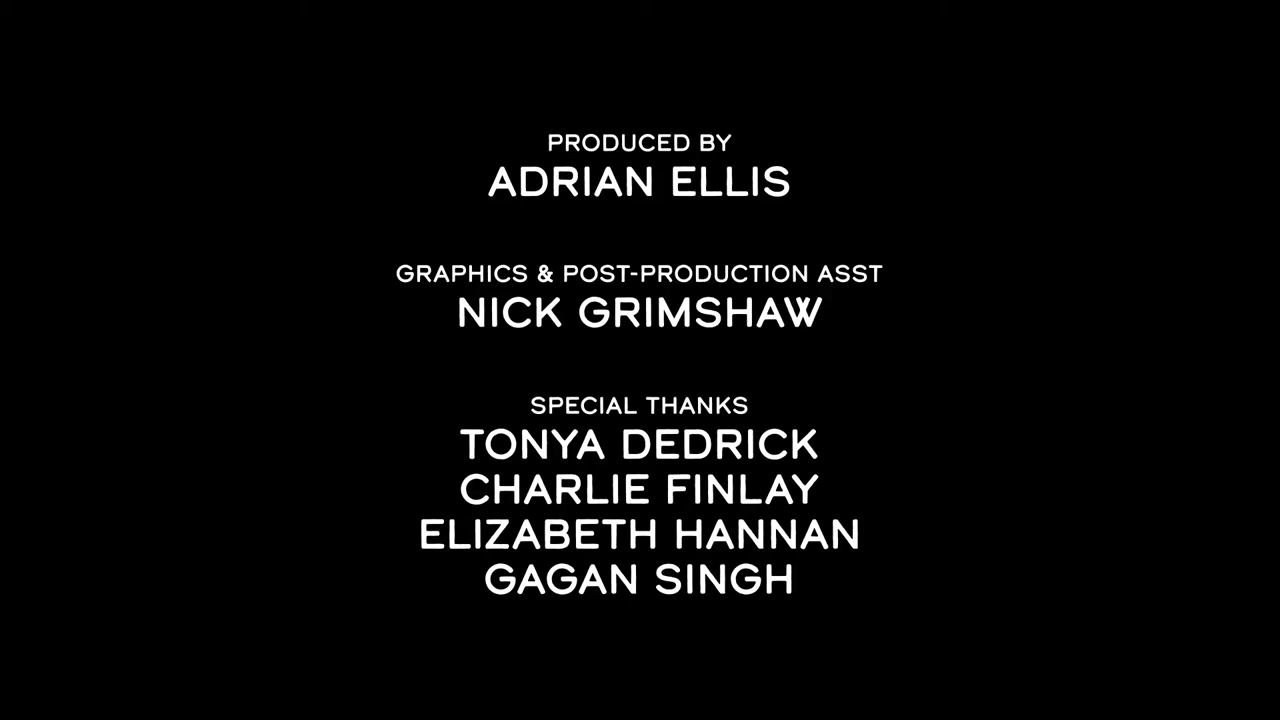 PRODUCED BY
ADRIAN ELLIS
GRAPHICS & POST-PRODUCTION ASST
NICK GRIMSHAW
SPECIAL THANKS
TONYA DEDRICK
CHARLIE FINLAY
ELIZABETH HANNAN
GAGAN SINGH